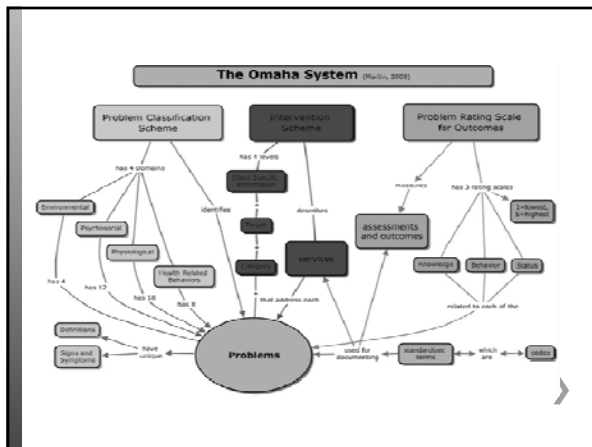 The Omaha System (Martin, 2005)
Problem Classification
Scheme
Intervention
Scheme
Problem Rating Scale
for Outcomes
has 4 domains
has 4 levels
measures
has 3 rating scales
Environmental
Psychosocial
Physiological
Health Related
Behaviors
identifies
Client Specific
Information
Target
Category
describes
services
assessments
and outcomes
1=lowest,
5=highest
Knowledge
Behavior
Status
has 4
has 12
has 18
has 8
that address each
related to each of the
Definitions
Signs and
Symptoms
have
unique
Problems
used for
documenting
standardized
terms
which
are
codes